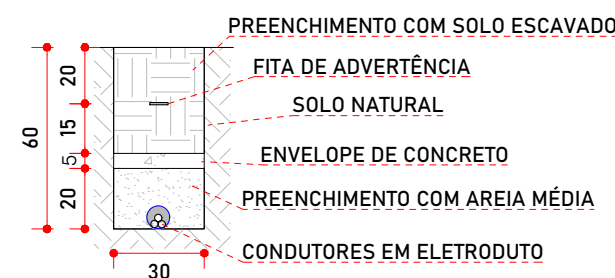 PREENCHIMENTO COM SOLO ESCAVADO
FITA DE ADVERTÊNCIA
SOLO NATURAL
ENVELOPE DE CONCRETO
PREENCHIMENTO COM AREIA MÉDIA
CONDUTORES EM ELETRODUTO
60
20
15
5
20
30